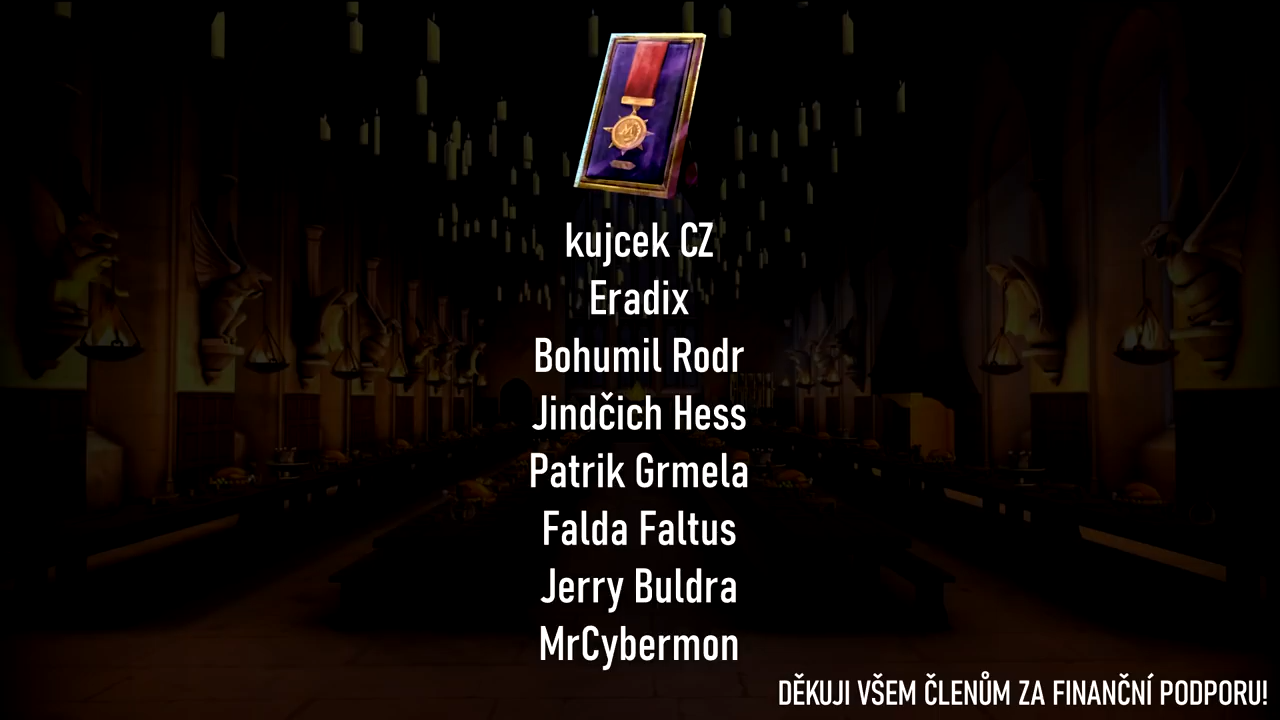 kujcek CZ
Eradix
Bohumil Rodr
Jindčich Hess
Patrik Grmela
Falda Faltus
Jerry Buldra
MrCybermon
DĚKUJI VŠEM ČLENŮM ZA FINANČNÍ PODPORU!